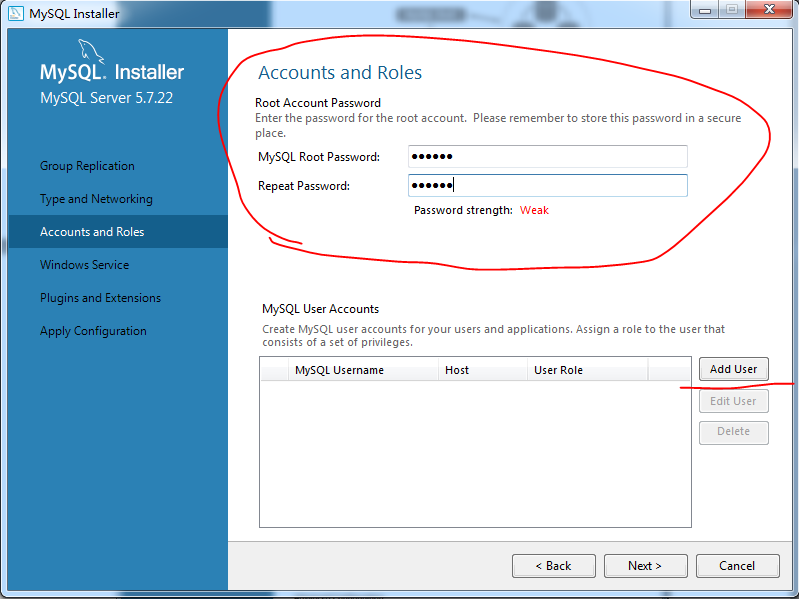 MySQL Installer
MySQL. Installer
MySQL Server 5.7.22
Group Replication
Type and Networking
Accounts and Roles
Windows Service
Plugins and Extensions
Apply Configuration
Accounts and Roles
Root Account Password
Enter the password for the root account. Please remember to store this password in a secure
place.
MySQL Root Password: ●●●●●●
Repeat Password: ●●●●●●
Password strength: Weak
MySQL User Accounts
Create MySQL user accounts for your users and applications. Assign a role to the user that
consists of a set of privileges.
MySQL Username Host User Role
Add User
Edit User
Delete
< Back Next > Cancel